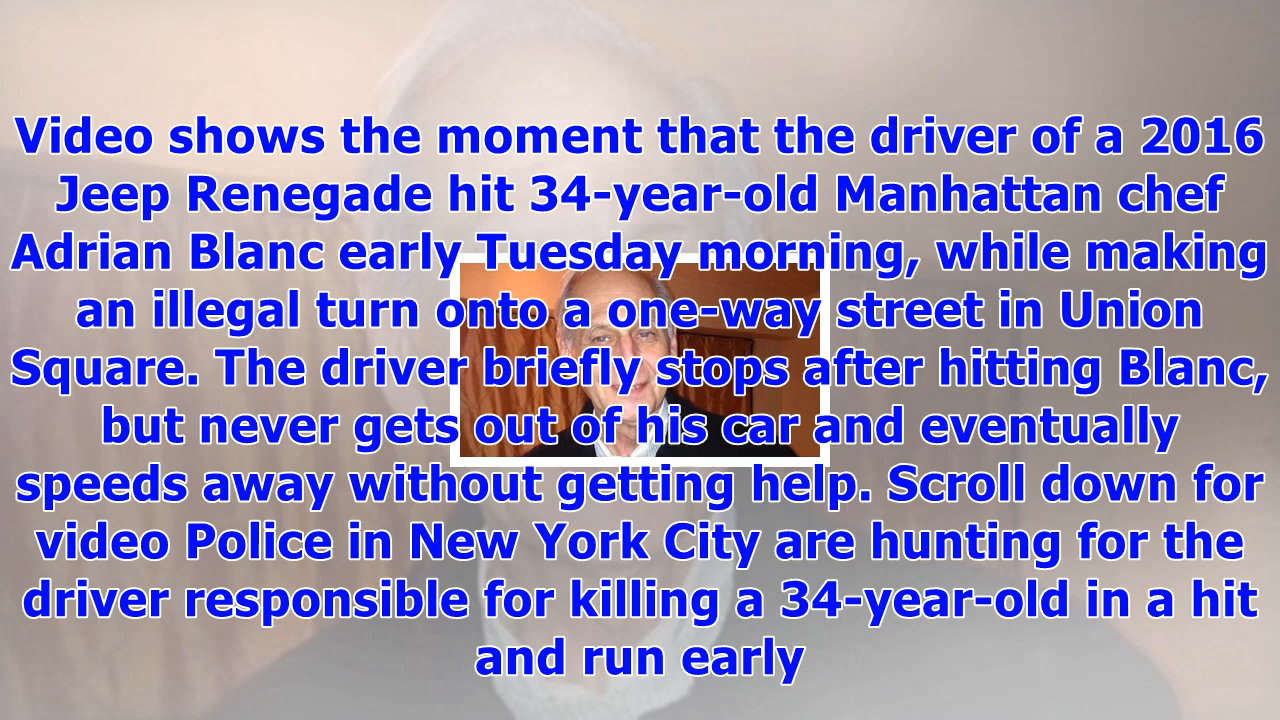 Video shows the moment that the driver of a 2016
Jeep Renegade hit 34-year-old Manhattan chef
Adrian Blanc early Tuesday morning, while making
an illegal turn onto a one-way street in Union
Square. The driver briefly stops after hitting Blanc,
but never gets out of his car and eventually
speeds away without getting help. Scroll down for
video Police in New York City are hunting for the
driver responsible for killing a 34-year-old in a hit
and run early